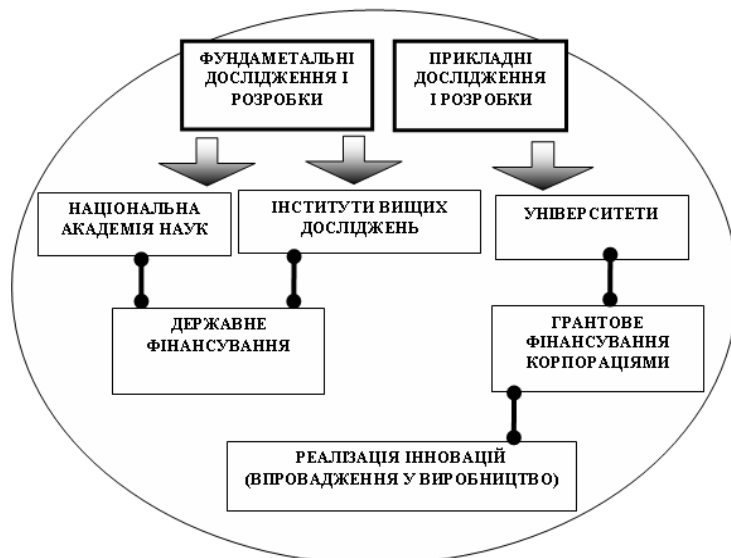 ФУНДАМЕТАЛЬНІ
ДОСЛІДЖЕННЯ І
РОЗРОБКИ
ПРИКЛАДНІ
ДОСЛІДЖЕННЯ
І РОЗРОБКИ
НАЦІОНАЛЬНА
АКАДЕМІЯ НАУК
ІНСТИТУТИ ВИЩИХ
ДОСЛІДЖЕНЬ
УНІВЕРСИТЕТИ
ДЕРЖАВНЕ
ФІНАНСУВАННЯ
ГРАНТОВЕ
ФІНАНСУВАННЯ
КОРПОРАЦІЯМИ
РЕАЛІЗАЦІЯ ІННОВАЦІЙ
(ВПРОВАДЖЕННЯ У ВИРОБНИЦТВО)